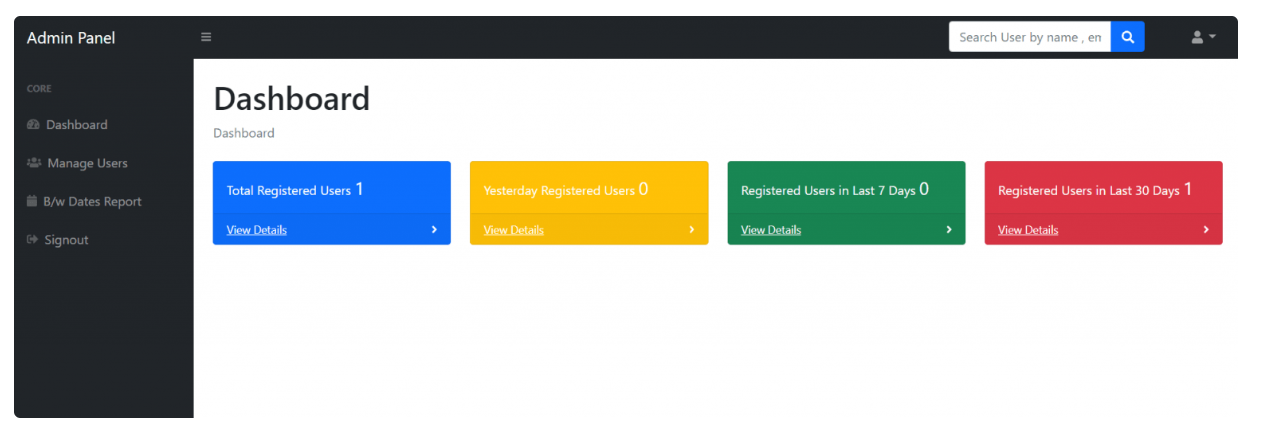 Admin Panel
Search User by name , en
CORE
Dashboard
Manage Users
B/w Dates Report
Signout
Dashboard
Dashboard
Total Registered Users 1
View Details
Yesterday Registered Users 0
View Details
Registered Users in Last 7 Days 0
View Details
Registered Users in Last 30 Days 1
View Details